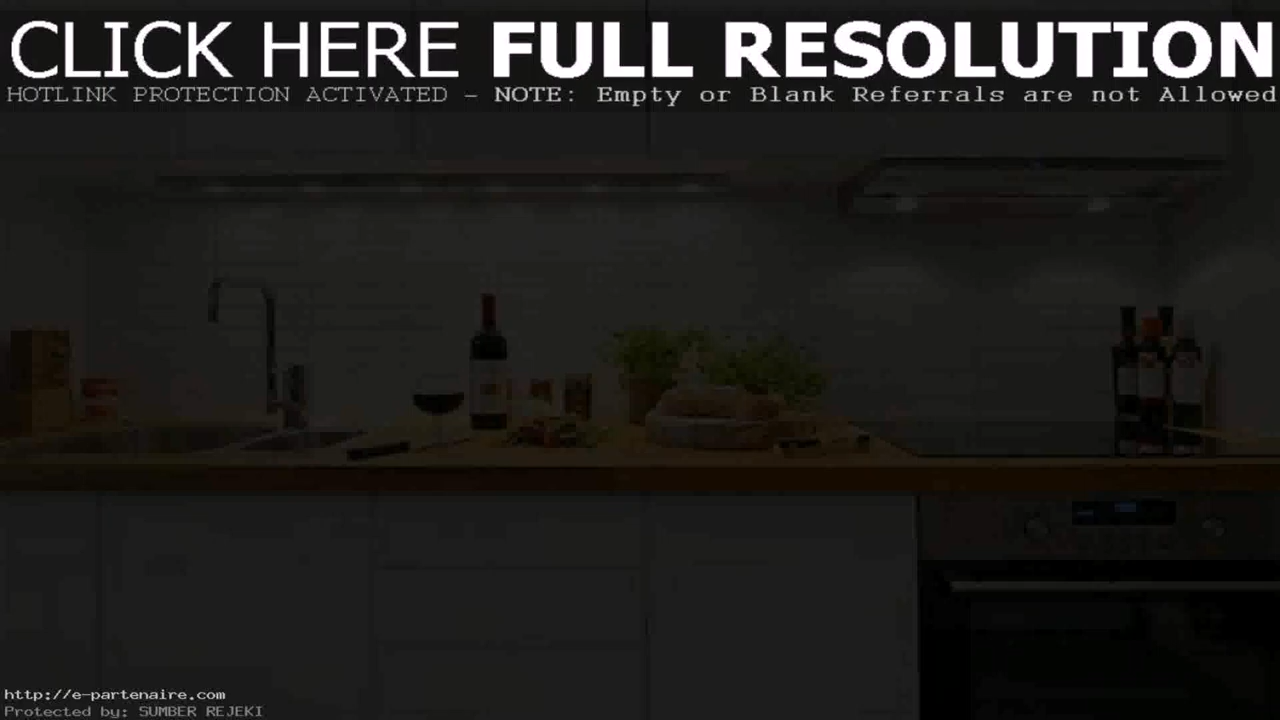 CLICK HERE FULL RESOLUTION
HOTLINK PROTECTION ACTIVATED - NOTE: Empty or Blank Referrals are not Allowed
http://e-partenaire.com
Protected by: SUMBER REJEKI